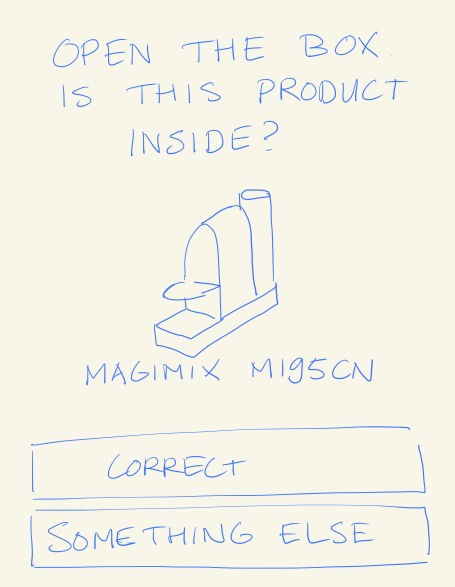 OPEN THE BOX
IS THIS PRODUCT
INSIDE?
MAGIMIX M195CN
CORRECT
SOMETHING ELSE